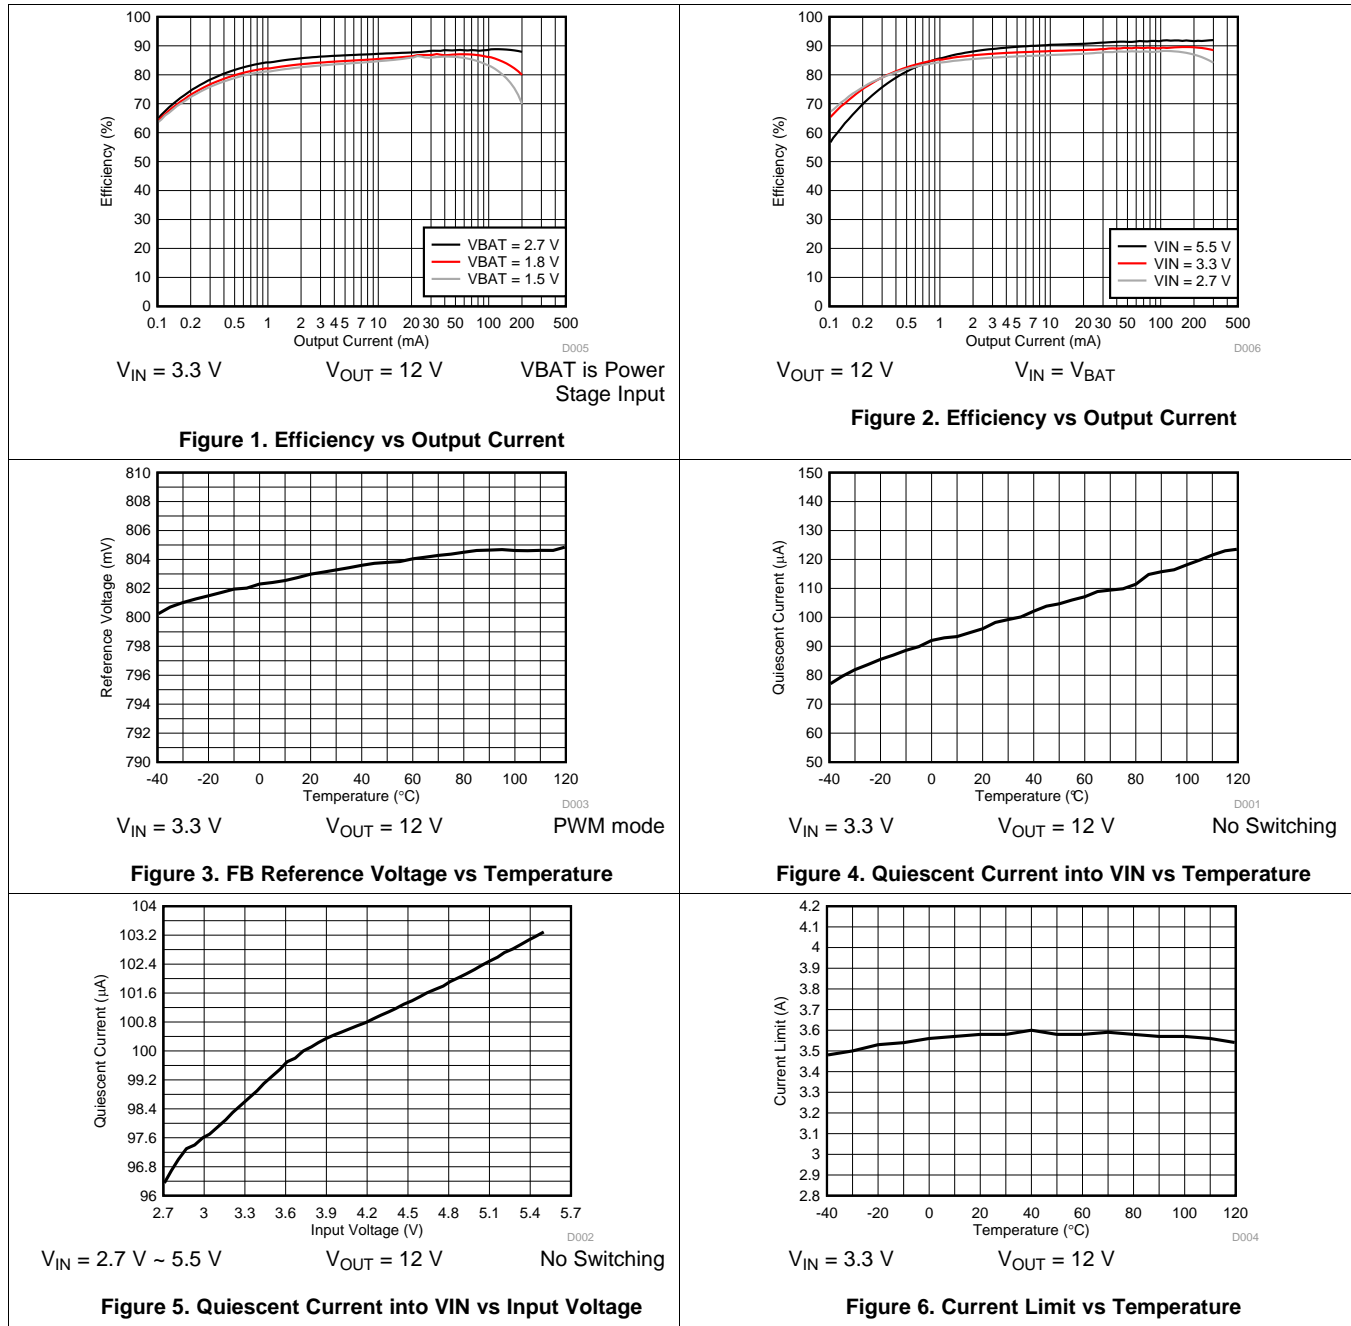 100
90
80
70
60
50
40
30
20
10
0
Efficiency (%)
VBAT = 2.7 V
VBAT = 1.8 V
VBAT = 1.5 V
0.1 0.2 0.5 1 2 3 4 5 7 10 20 30 50 100 200 500
Output Current (mA)
D005
V_IN = 3.3 V V_OUT = 12 V VBAT is Power
Stage Input
Figure 1. Efficiency vs Output Current
100
90
80
70
60
50
40
30
20
10
0
Efficiency (%)
VIN = 5.5 V
VIN = 3.3 V
VIN = 2.7 V
0.1 0.2 0.5 1 2 3 4 5 7 10 20 30 50 100 200 500
Output Current (mA)
D006
V_OUT = 12 V V_IN = V_BAT
Figure 2. Efficiency vs Output Current
810
808
806
804
802
800
798
796
794
792
790
Reference Voltage (mV)
-40 -20 0 20 40 60 80 100 120
Temperature (°C)
D003
V_IN = 3.3 V V_OUT = 12 V PWM mode
Figure 3. FB Reference Voltage vs Temperature
150
140
130
120
110
100
90
80
70
60
50
Quiescent Current (μA)
-40 -20 0 20 40 60 80 100 120
Temperature (°C)
D001
V_IN = 3.3 V V_OUT = 12 V No Switching
Figure 4. Quiescent Current into VIN vs Temperature
104
103.2
102.4
101.6
100.8
100
99.2
98.4
97.6
96.8
96
Quiescent Current (μA)
2.7 3 3.3 3.6 3.9 4.2 4.5 4.8 5.1 5.4 5.7
Input Voltage (V)
D002
V_IN = 2.7 V ~ 5.5 V V_OUT = 12 V No Switching
Figure 5. Quiescent Current into VIN vs Input Voltage
4.2
4.1
4
3.9
3.8
3.7
3.6
3.5
3.4
3.3
3.2
3.1
3
2.9
2.8
Current Limit (A)
-40 -20 0 20 40 60 80 100 120
Temperature (°C)
D004
V_IN = 3.3 V V_OUT = 12 V
Figure 6. Current Limit vs Temperature